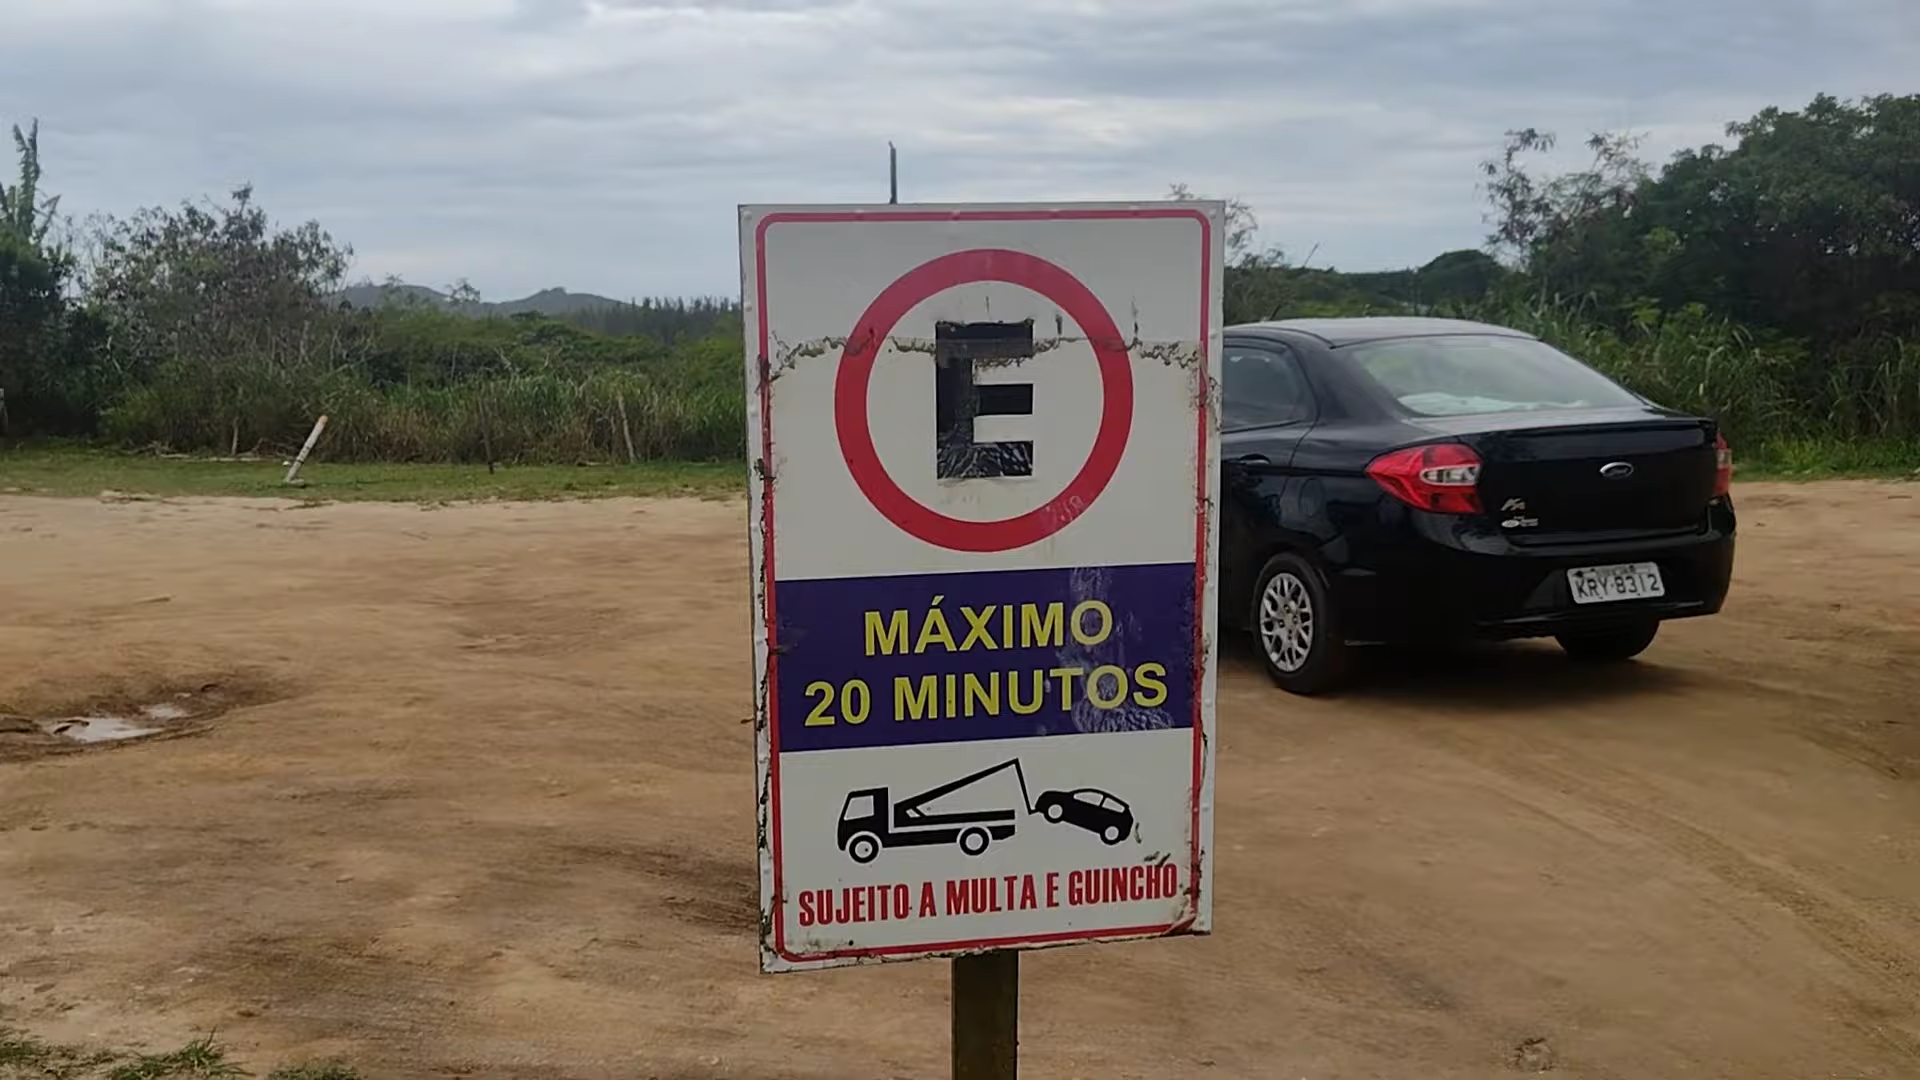 E
MÁXIMO
20 MINUTOS
SUJEITO A MULTA E GUINCHO
KRY-8312